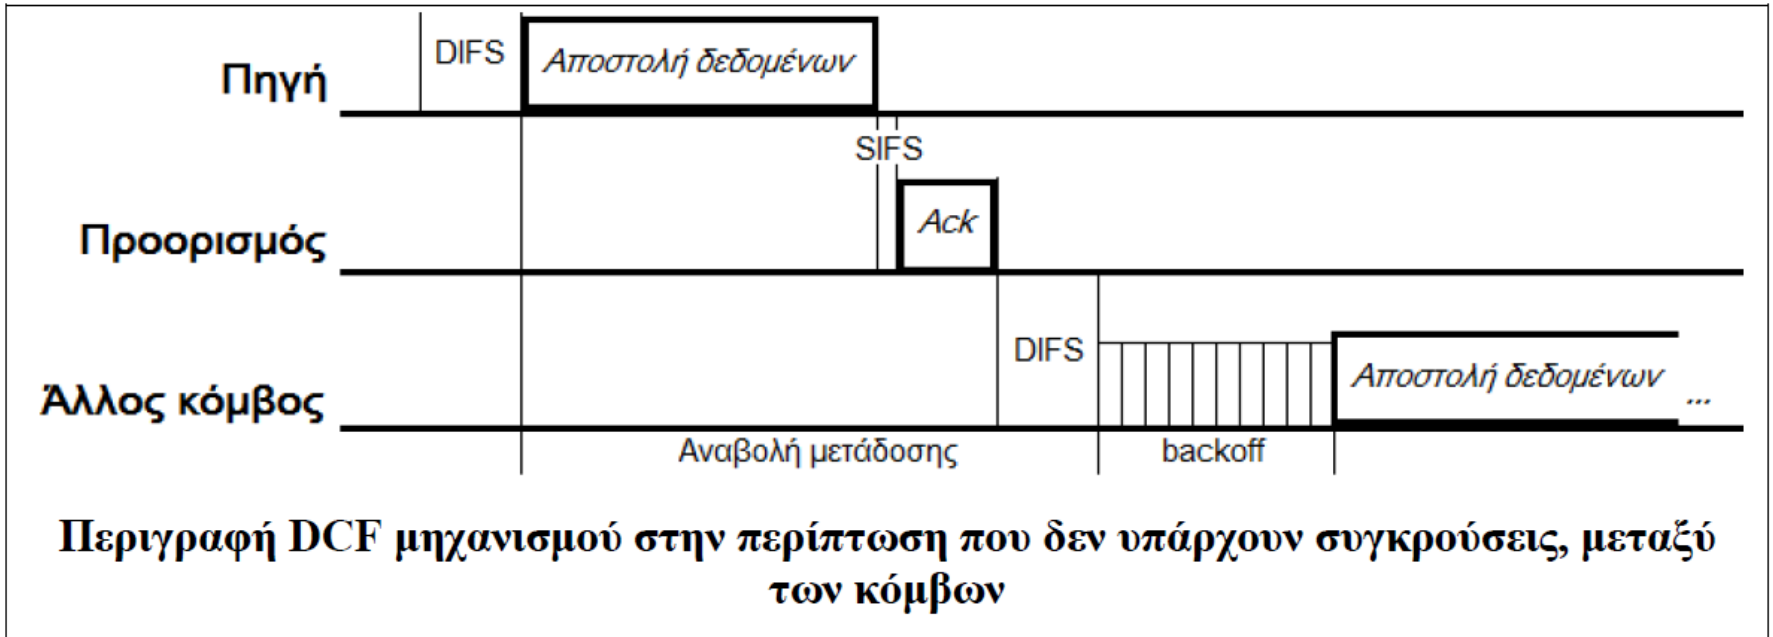 Πηγή
DIFS
Αποστολή δεδομένων
SIFS
Προορισμός
Ack
Άλλος κόμβος
DIFS
Αποστολή δεδομένων
...
Αναβολή μετάδοσης
backoff
Περιγραφή DCF μηχανισμού στην περίπτωση που δεν υπάρχουν συγκρούσεις, μεταξύ
των κόμβων